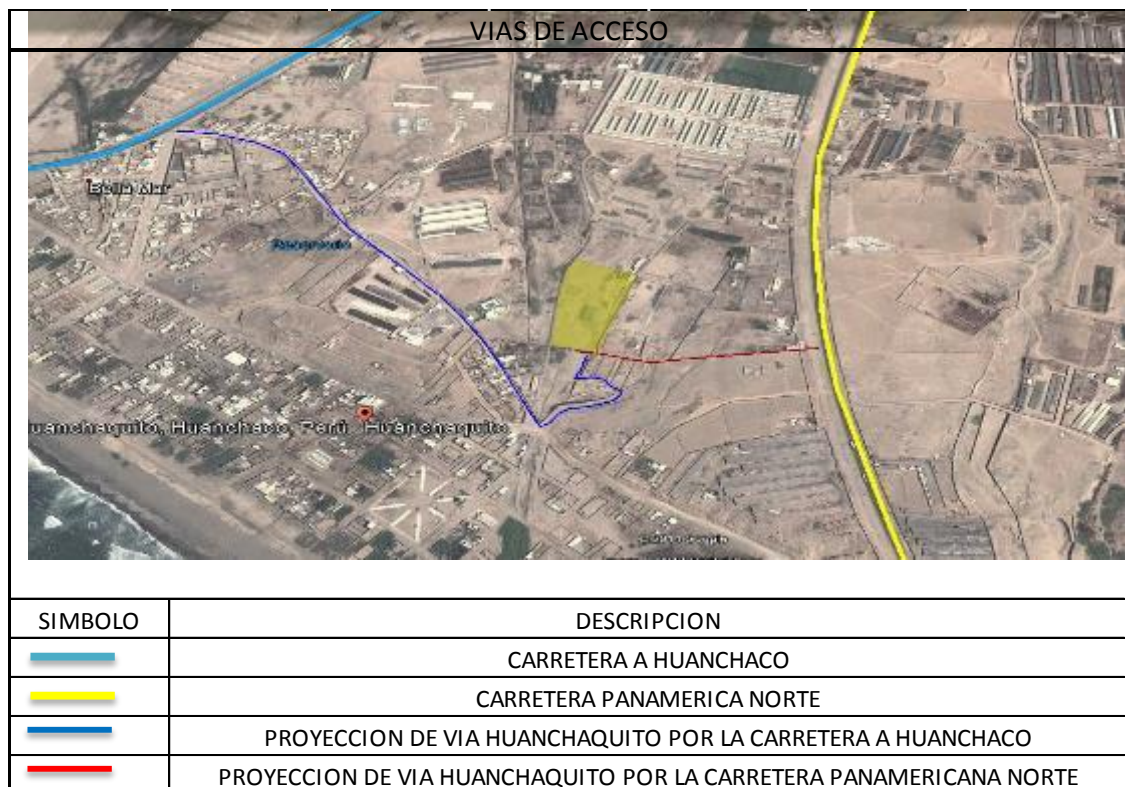 VIAS DE ACCESO
Bella Mar
uanchaquito, Huanchaco, Perú Huanchaquito
SIMBOLO DESCRIPCION
CARRETERA A HUANCHACO
CARRETERA PANAMERICA NORTE
PROYECCION DE VIA HUANCHAQUITO POR LA CARRETERA A HUANCHACO
PROYECCION DE VIA HUANCHAQUITO POR LA CARRETERA PANAMERICANA NORTE